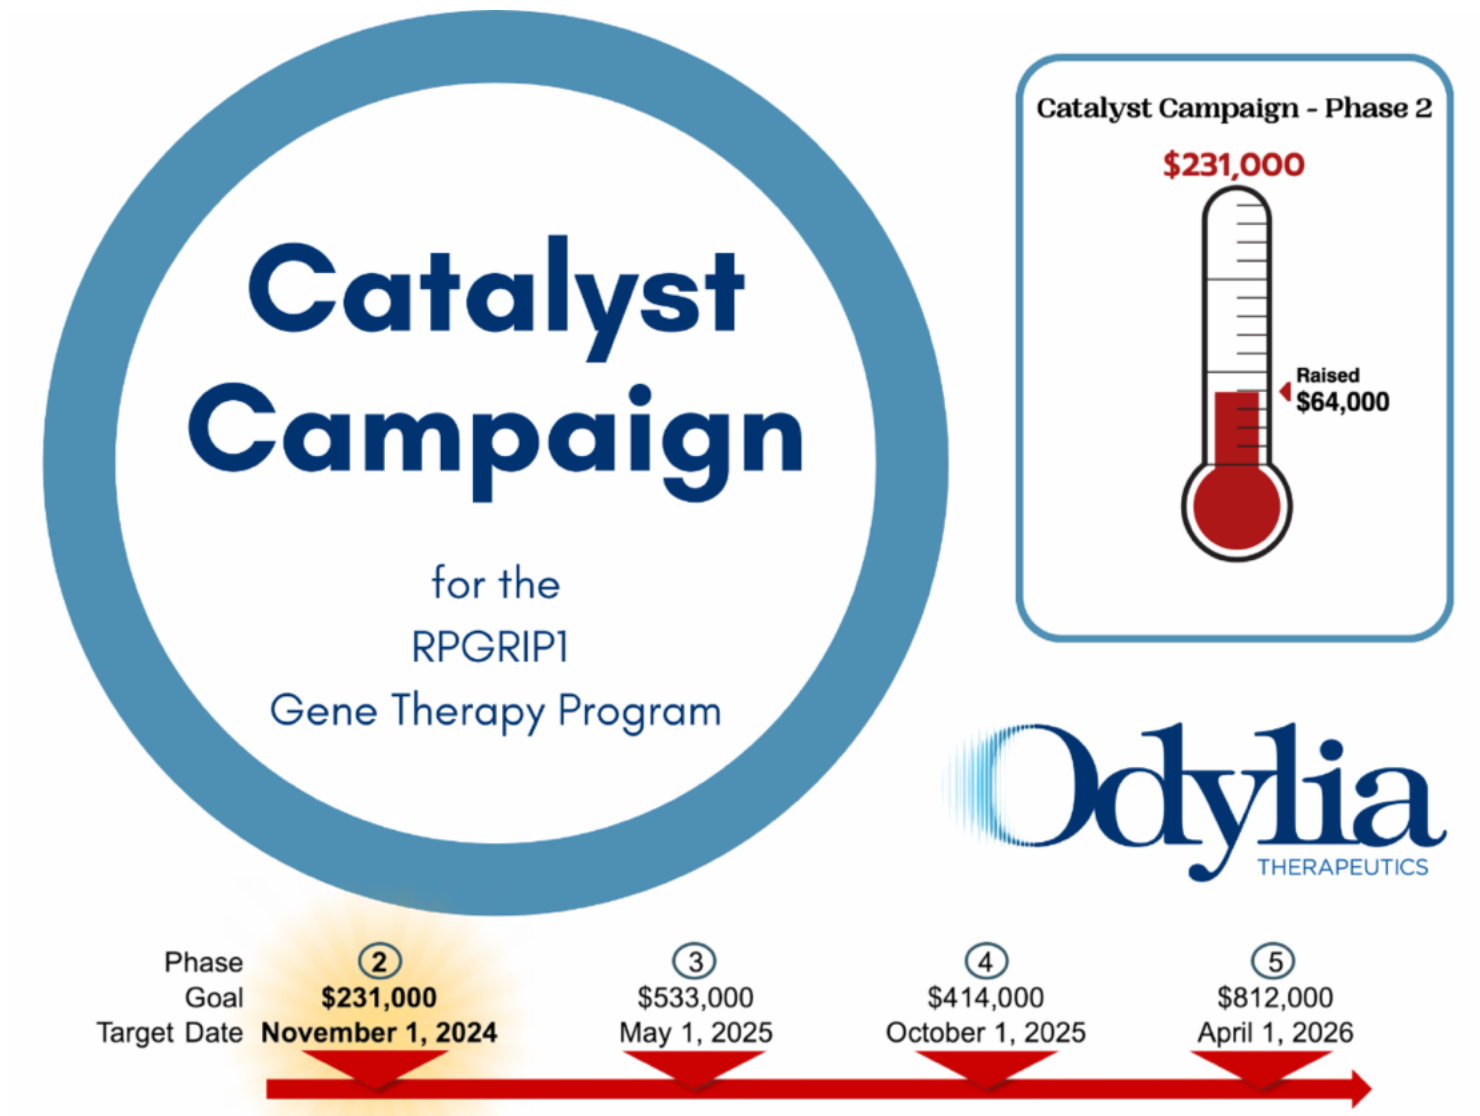 Catalyst
Campaign
for the
RPGRIP1
Gene Therapy Program
Catalyst Campaign - Phase 2
$231,000
Raised
$64,000
Odylia
THERAPEUTICS
Phase 2 3 4 5
Goal $231,000 $533,000 $414,000 $812,000
Target Date November 1, 2024 May 1, 2025 October 1, 2025 April 1, 2026